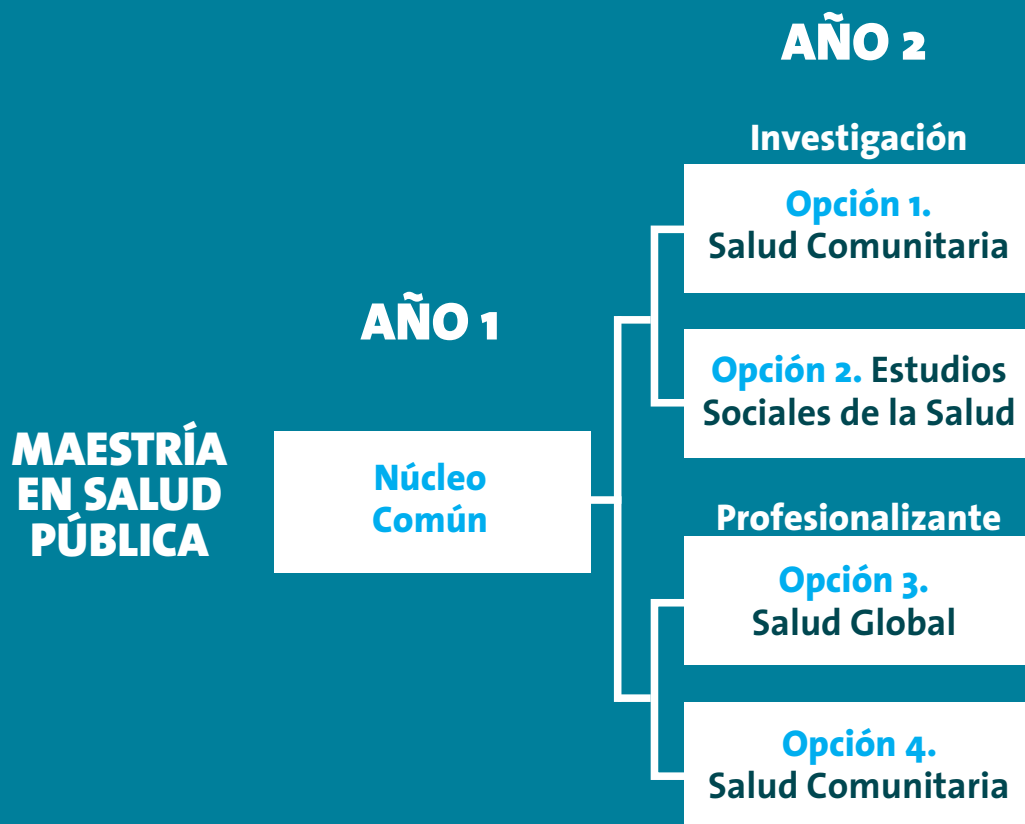 MAESTRÍA
EN SALUD
PÚBLICA
AÑO 1
Núcleo
Común
AÑO 2
Investigación
Opción 1.
Salud Comunitaria
Opción 2. Estudios
Sociales de la Salud
Profesionalizante
Opción 3.
Salud Global
Opción 4.
Salud Comunitaria